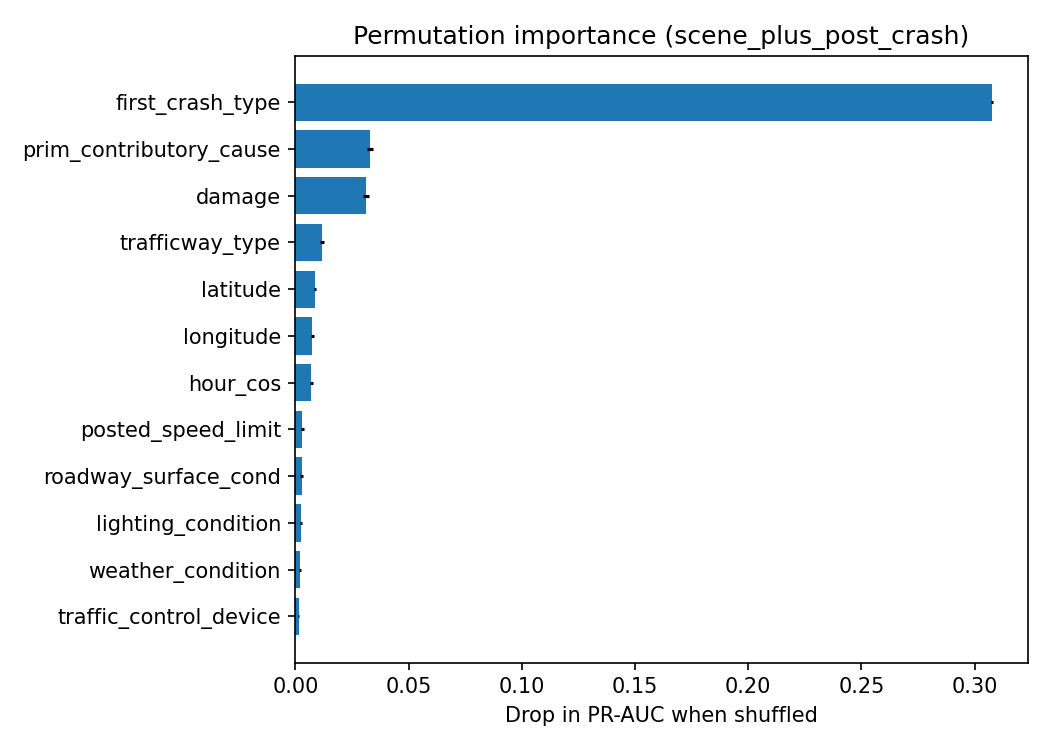 Permutation importance (scene_plus_post_crash)
first_crash_type
prim_contributory_cause
damage
trafficway_type
latitude
longitude
hour_cos
posted_speed_limit
roadway_surface_cond
lighting_condition
weather_condition
traffic_control_device
0.00 0.05 0.10 0.15 0.20 0.25 0.30
Drop in PR-AUC when shuffled